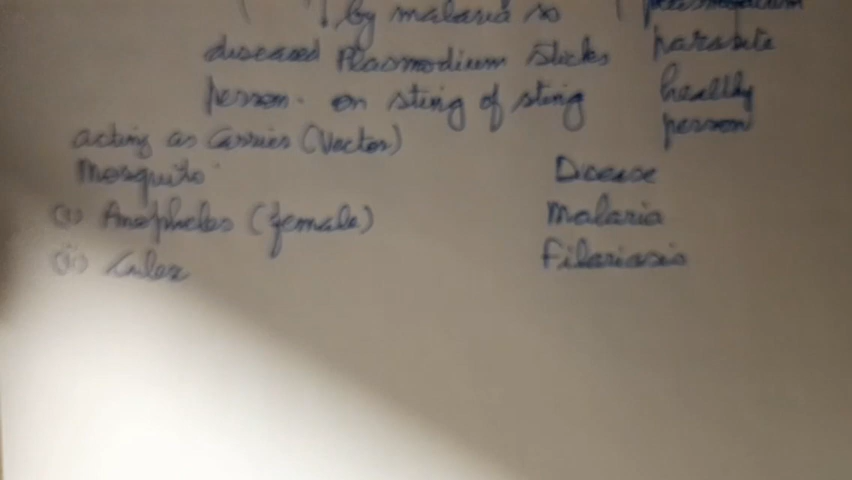 by malaria so plasmodium
diseased Plasmodium sticks parasite
person. on sting of sting healthy
person
acting as Carrier (Vector)
Mosquito Disease
(i) Anopheles (female) Malaria
(ii) Culex Filariasis